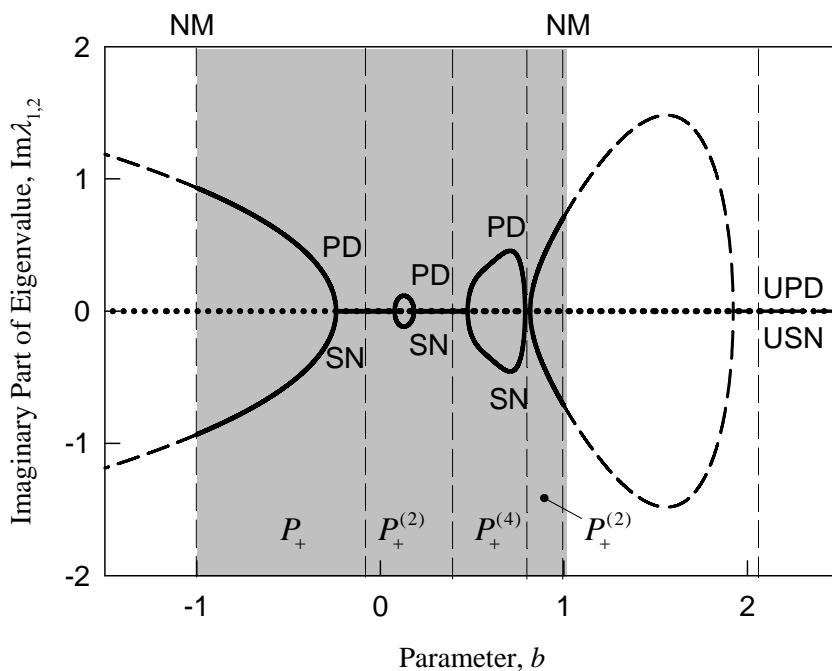 NM NM
2
1
0
-1
-2
Imaginary Part of Eigenvalue, Imλ1,2
PD
PD
PD
SN
SN
SN
UPD
USN
P+ P+(2) P+(4) P+(2)
-1 0 1 2
Parameter, b